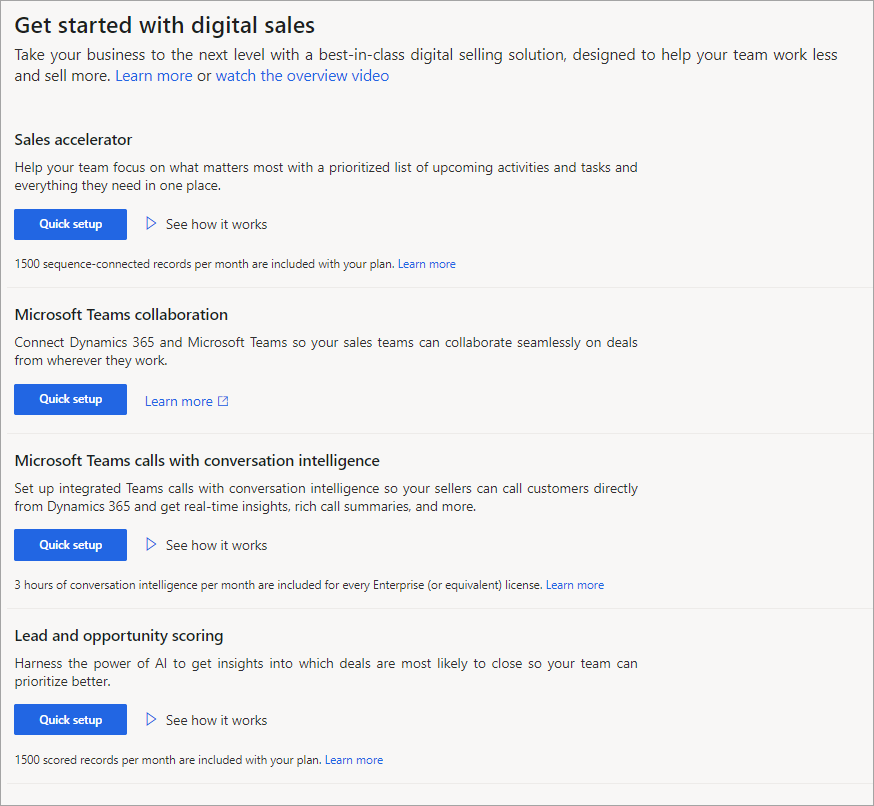 Get started with digital sales
Take your business to the next level with a best-in-class digital selling solution, designed to help your team work less
and sell more. Learn more or watch the overview video
Sales accelerator
Help your team focus on what matters most with a prioritized list of upcoming activities and tasks and
everything they need in one place.
Quick setup See how it works
1500 sequence-connected records per month are included with your plan. Learn more
Microsoft Teams collaboration
Connect Dynamics 365 and Microsoft Teams so your sales teams can collaborate seamlessly on deals
from wherever they work.
Quick setup Learn more
Microsoft Teams calls with conversation intelligence
Set up integrated Teams calls with conversation intelligence so your sellers can call customers directly
from Dynamics 365 and get real-time insights, rich call summaries, and more.
Quick setup See how it works
3 hours of conversation intelligence per month are included for every Enterprise (or equivalent) license. Learn more
Lead and opportunity scoring
Harness the power of AI to get insights into which deals are most likely to close so your team can
prioritize better.
Quick setup See how it works
1500 scored records per month are included with your plan. Learn more